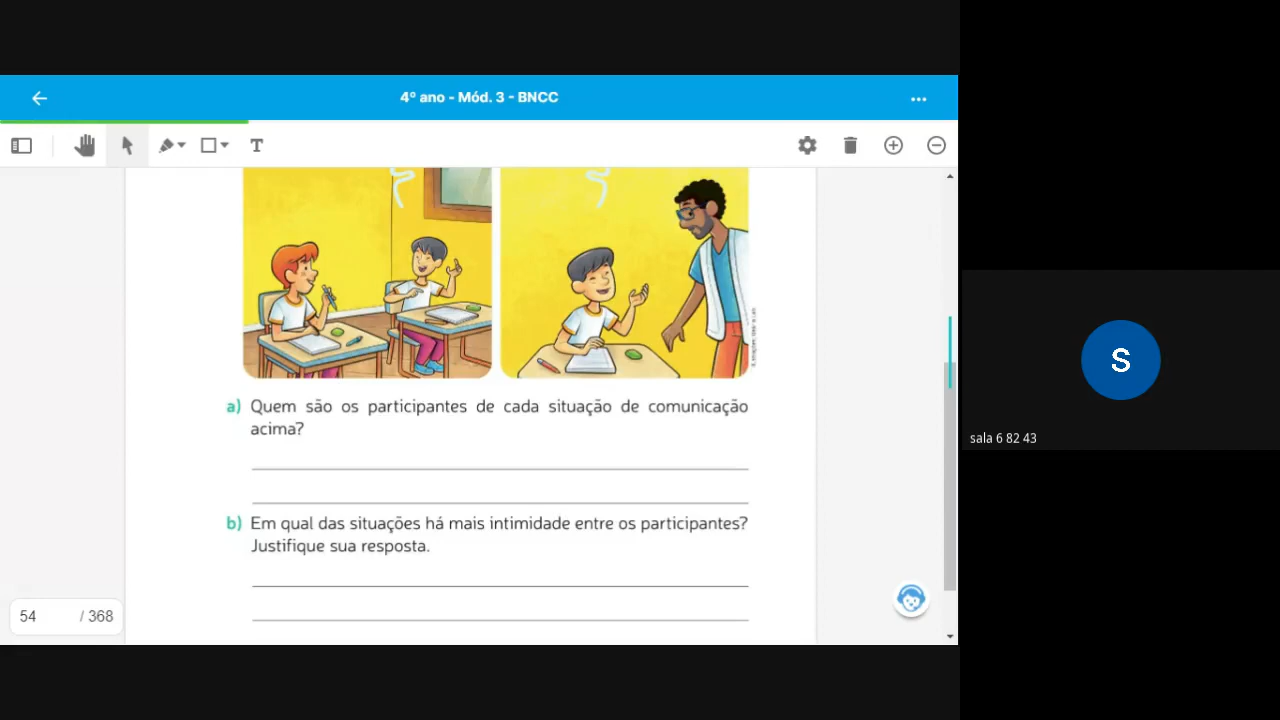 4º ano - Mód. 3 - BNCC
T
a) Quem são os participantes de cada situação de comunicação
acima?
b) Em qual das situações há mais intimidade entre os participantes?
Justifique sua resposta.
54 / 368
S
sala 6 82 43